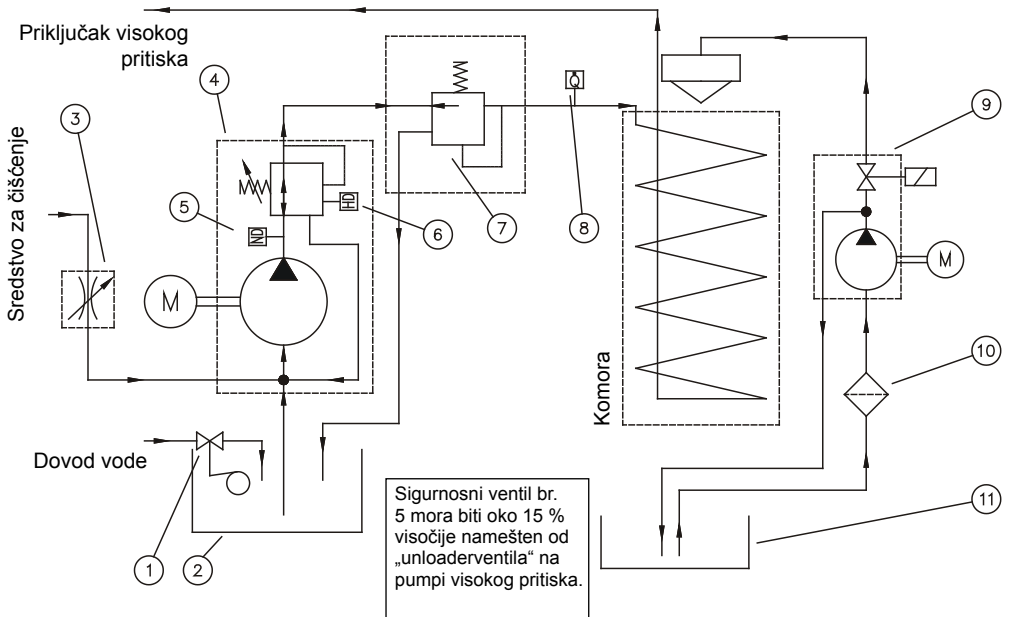 Priključak visokog
pritiska
4
3
Sredstvo za čišćenje
5
ND
HD
6
7
Q
8
9
M
M
Komora
10
Dovod vode
1
2
Sigurnosni ventil br.
5 mora biti oko 15 %
visočije namešten od
„unloaderventila“ na
pumpi visokog pritiska.
11